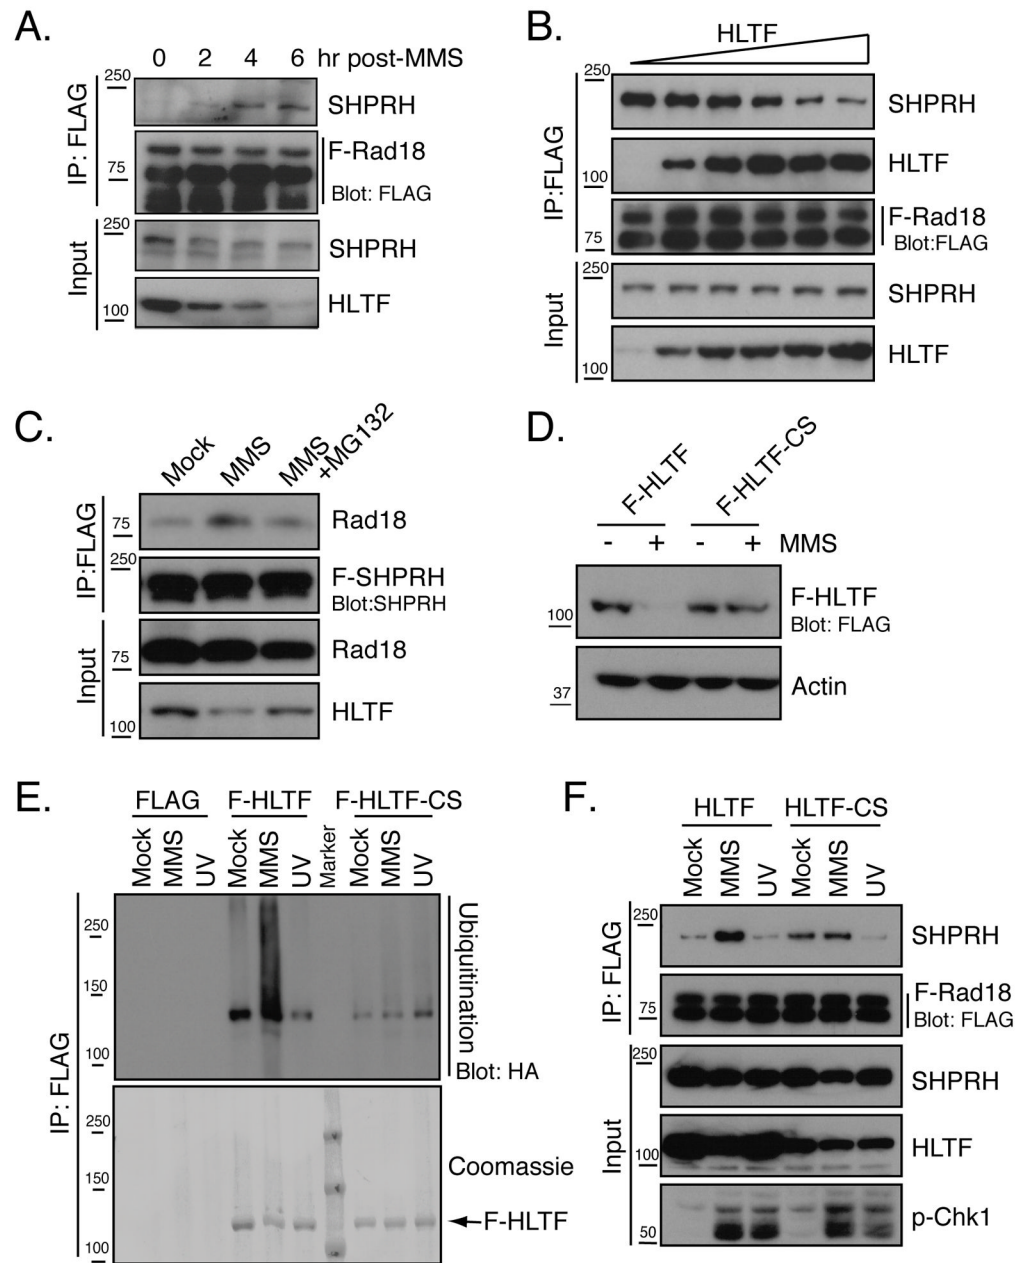 A.
0 2 4 6 hr post-MMS
IP: FLAG
250
SHPRH
F-Rad18
75
Blot: FLAG
Input
250
SHPRH
HLTF
100
B.
HLTF
IP:FLAG
250
SHPRH
HLTF
100
F-Rad18
Blot:FLAG
75
Input
250
SHPRH
HLTF
100
C.
Mock MMS MMS
+MG132
IP:FLAG
75
Rad18
250
F-SHPRH
Blot:SHPRH
Input
Rad18
75
HLTF
100
D.
F-HLTF F-HLTF-CS
- + - + MMS
F-HLTF
100
Blot: FLAG
Actin
37
E.
FLAG F-HLTF F-HLTF-CS
Mock MMS UV Mock MMS UV Marker Mock MMS UV
IP: FLAG
250
150
100
Ubiquitination
Blot: HA
250
150
100
Coomassie
F-HLTF
F.
HLTF HLTF-CS
Mock MMS UV Mock MMS UV
IP: FLAG
250
SHPRH
F-Rad18
75
Blot: FLAG
Input
250
SHPRH
HLTF
100
p-Chk1
50